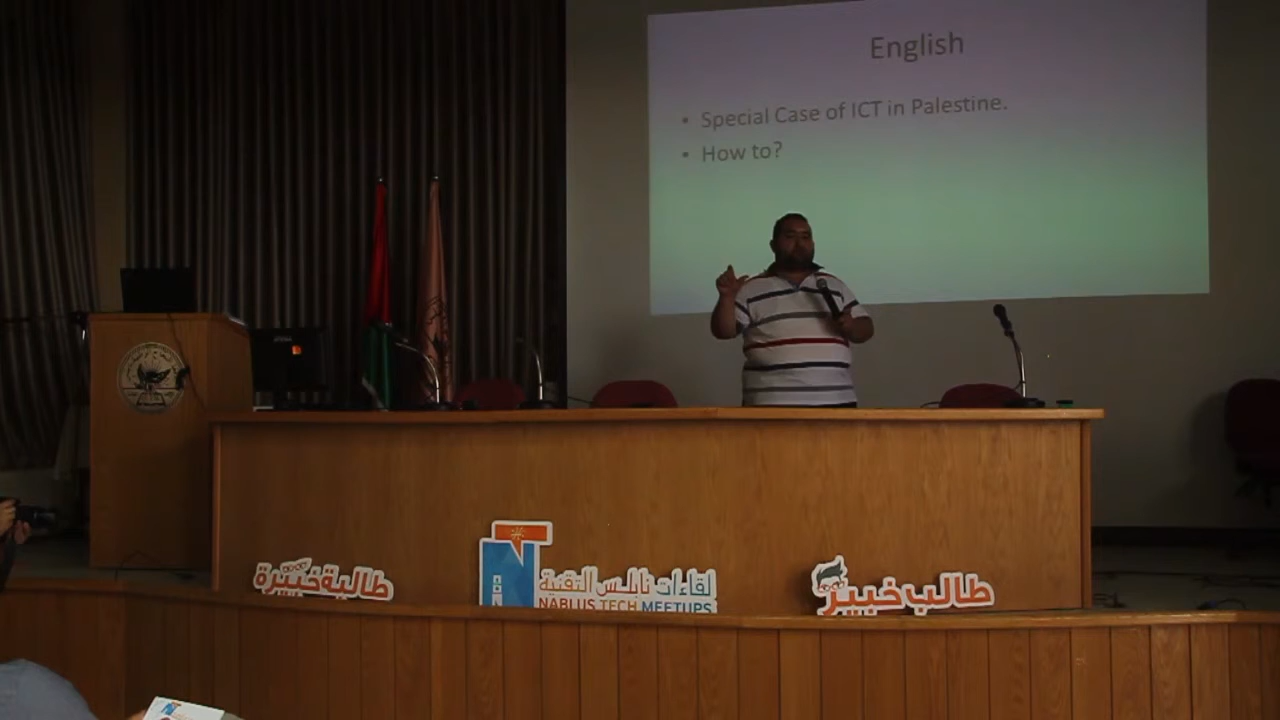 English
• Special Case of ICT in Palestine.
• How to?
طالبة خبيرة
لقاءات نابلس التقنية
NABLUS TECH MEETUPS
طالب خبير